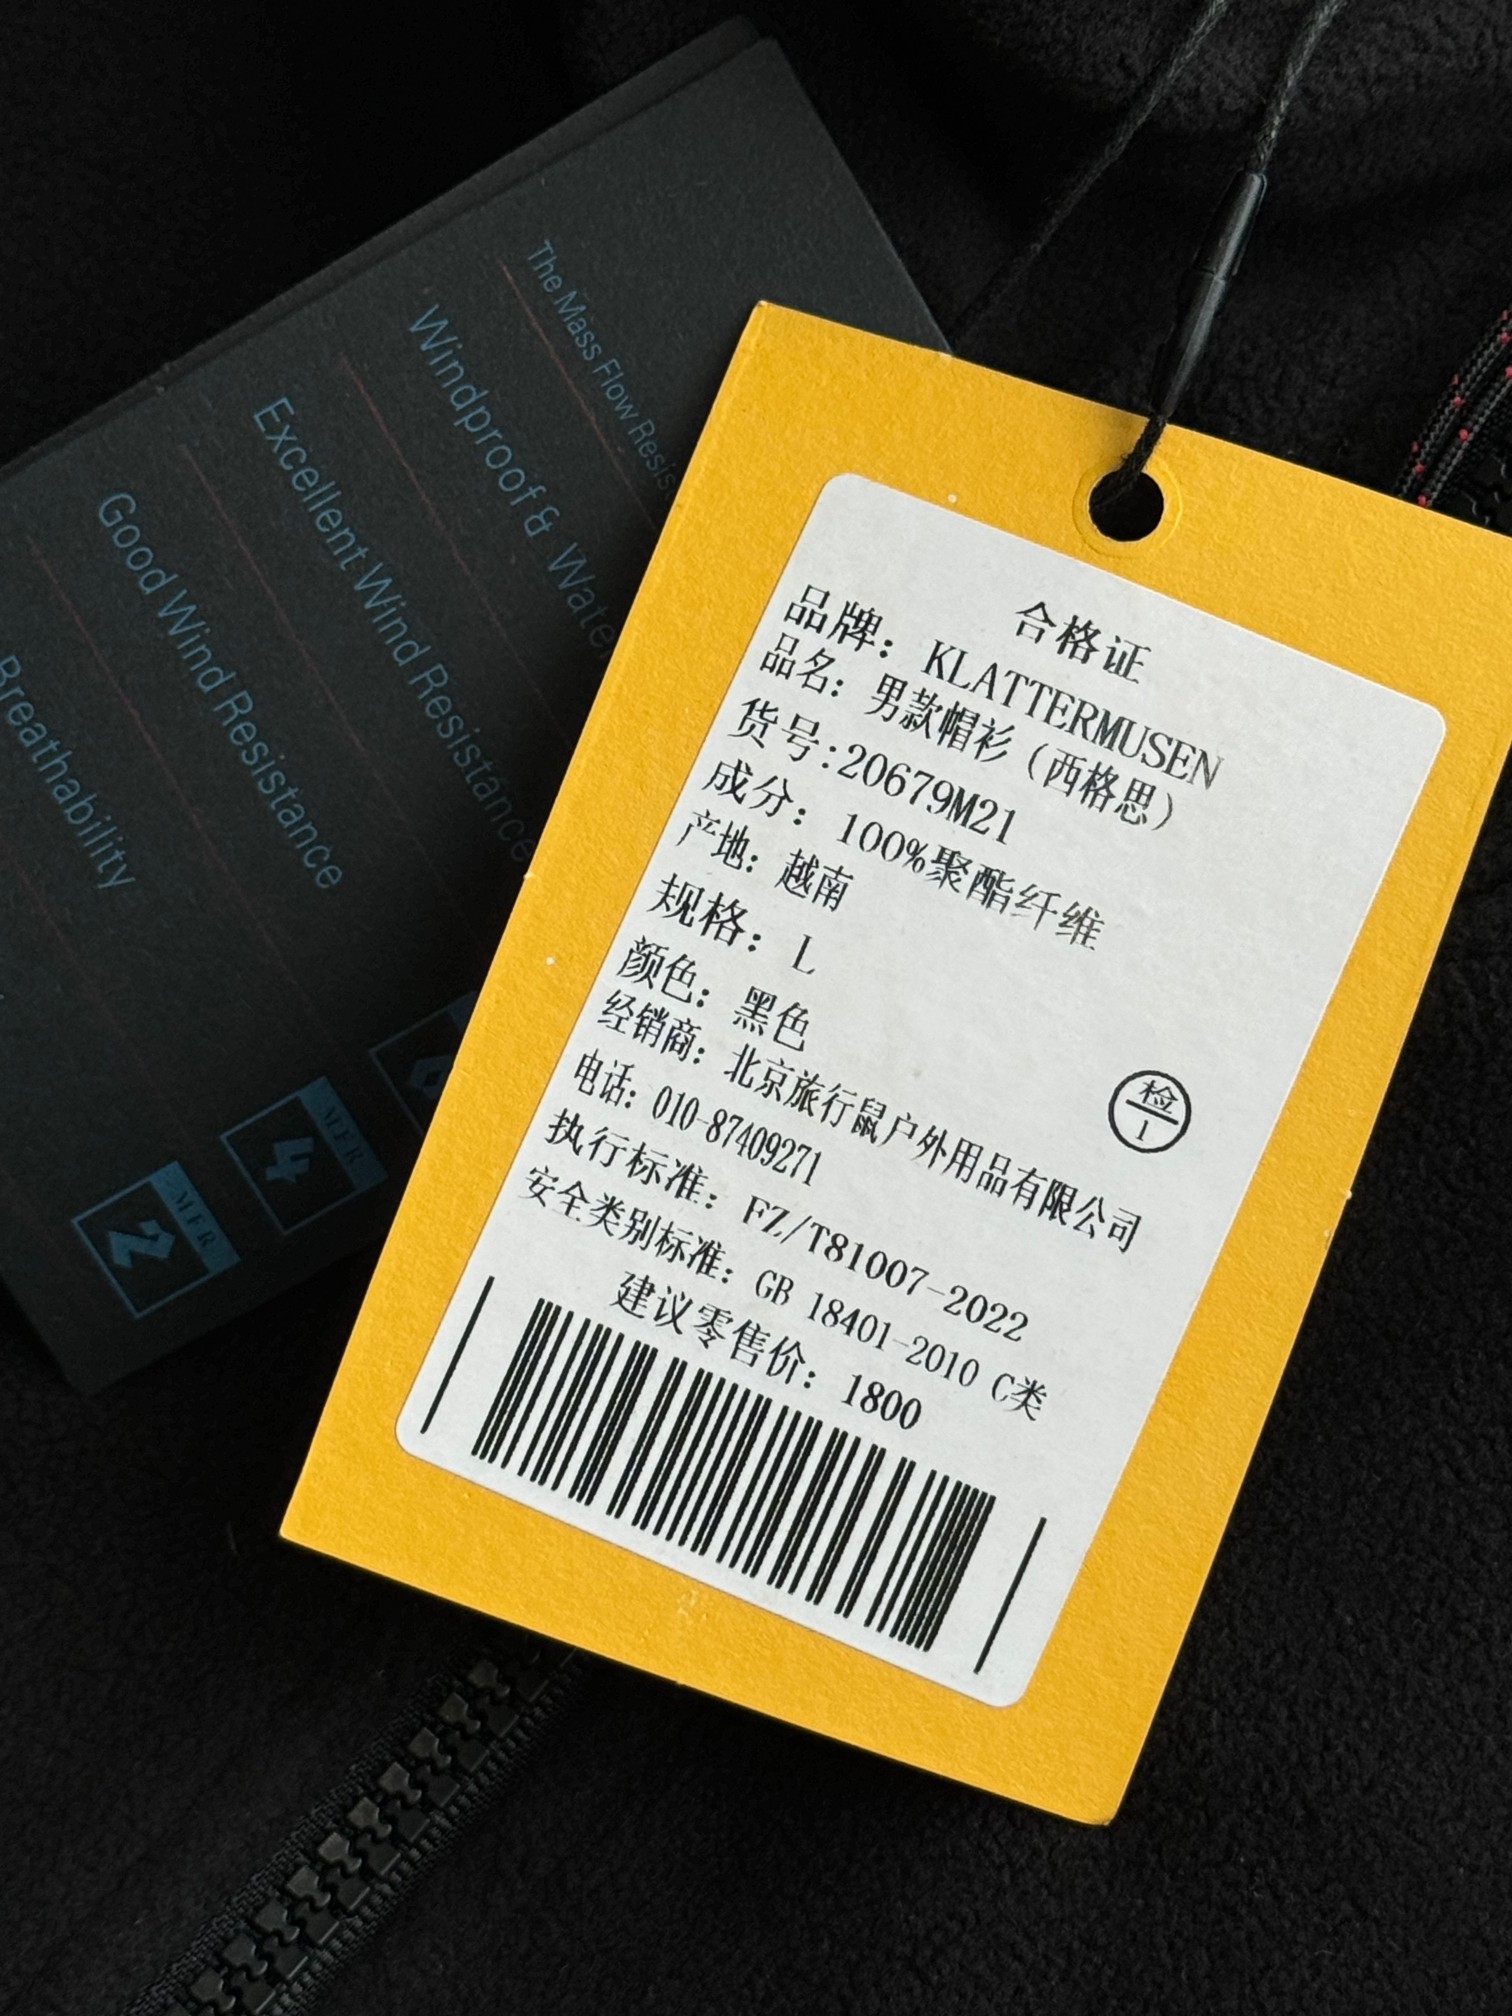 合格证
品牌：KLATTERMUSEN
品名：男款帽衫（西格思）
货号:20679M21
成分：100%聚酯纤维
产地：越南
规格：L
颜色：黑色
经销商：北京旅行鼠户外用品有限公司
检
1
电话：010-87409271
执行标准：FZ/T81007-2022
安全类别标准：GB 18401-2010 C类
建议零售价：1800
The Mass Flow
Windproof &
Excellent Wind Resistance
Good Wind Resistance
Breathability
MFR
4
MFR
2